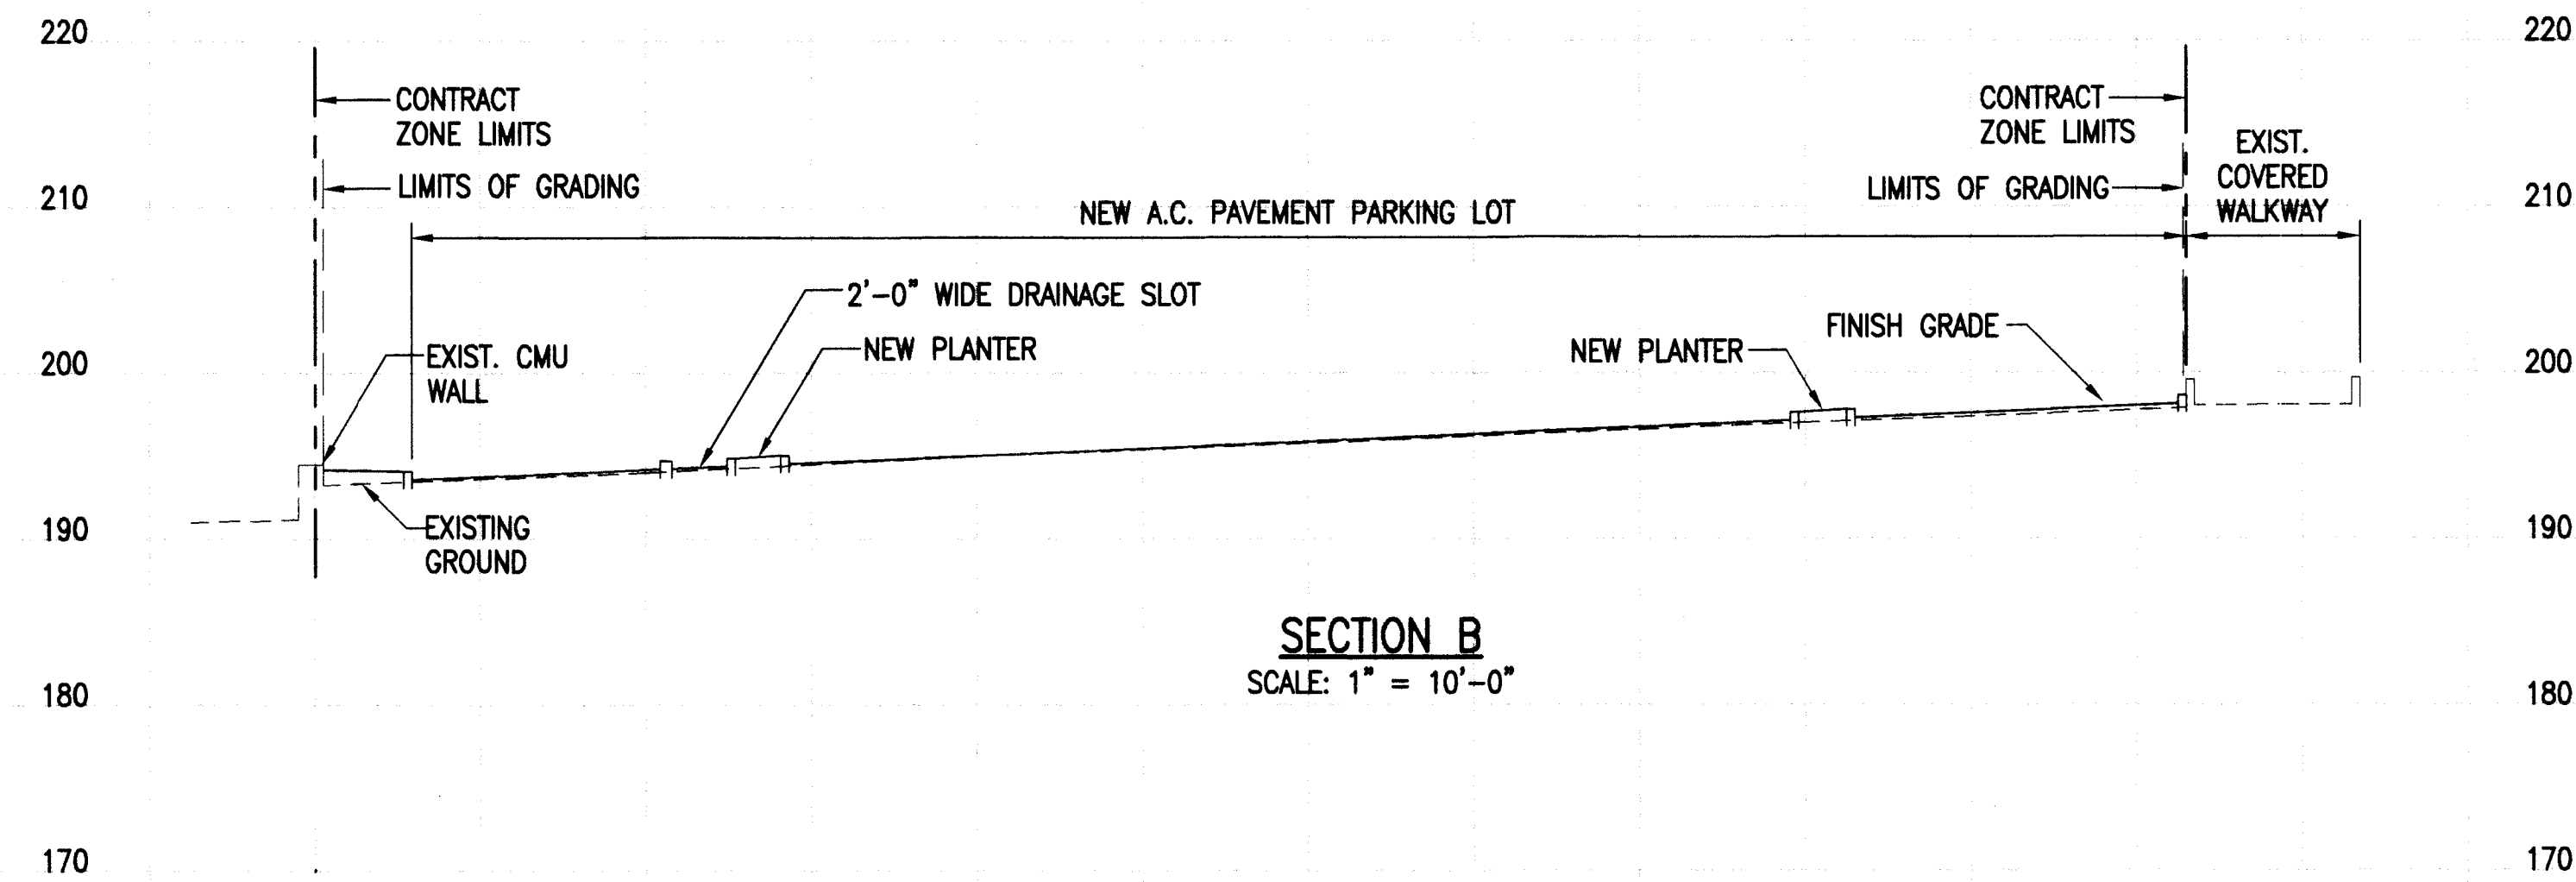 220
220
CONTRACT
ZONE LIMITS
CONTRACT
ZONE LIMITS
EXIST.
COVERED
WALKWAY
LIMITS OF GRADING
LIMITS OF GRADING
210
210
NEW A.C. PAVEMENT PARKING LOT
2'-0" WIDE DRAINAGE SLOT
NEW PLANTER
FINISH GRADE
NEW PLANTER
EXIST. CMU
WALL
200
200
EXISTING
GROUND
190
190
SECTION B
SCALE: 1" = 10'-0"
180
180
170
170